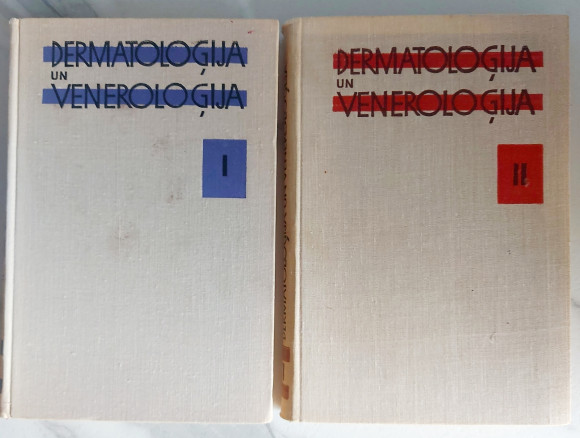 DERMATOLOĢIJA
UN
VENEROLOĢIJA
I
DERMATOLOĢIJA
UN
VENEROLOĢIJA
II